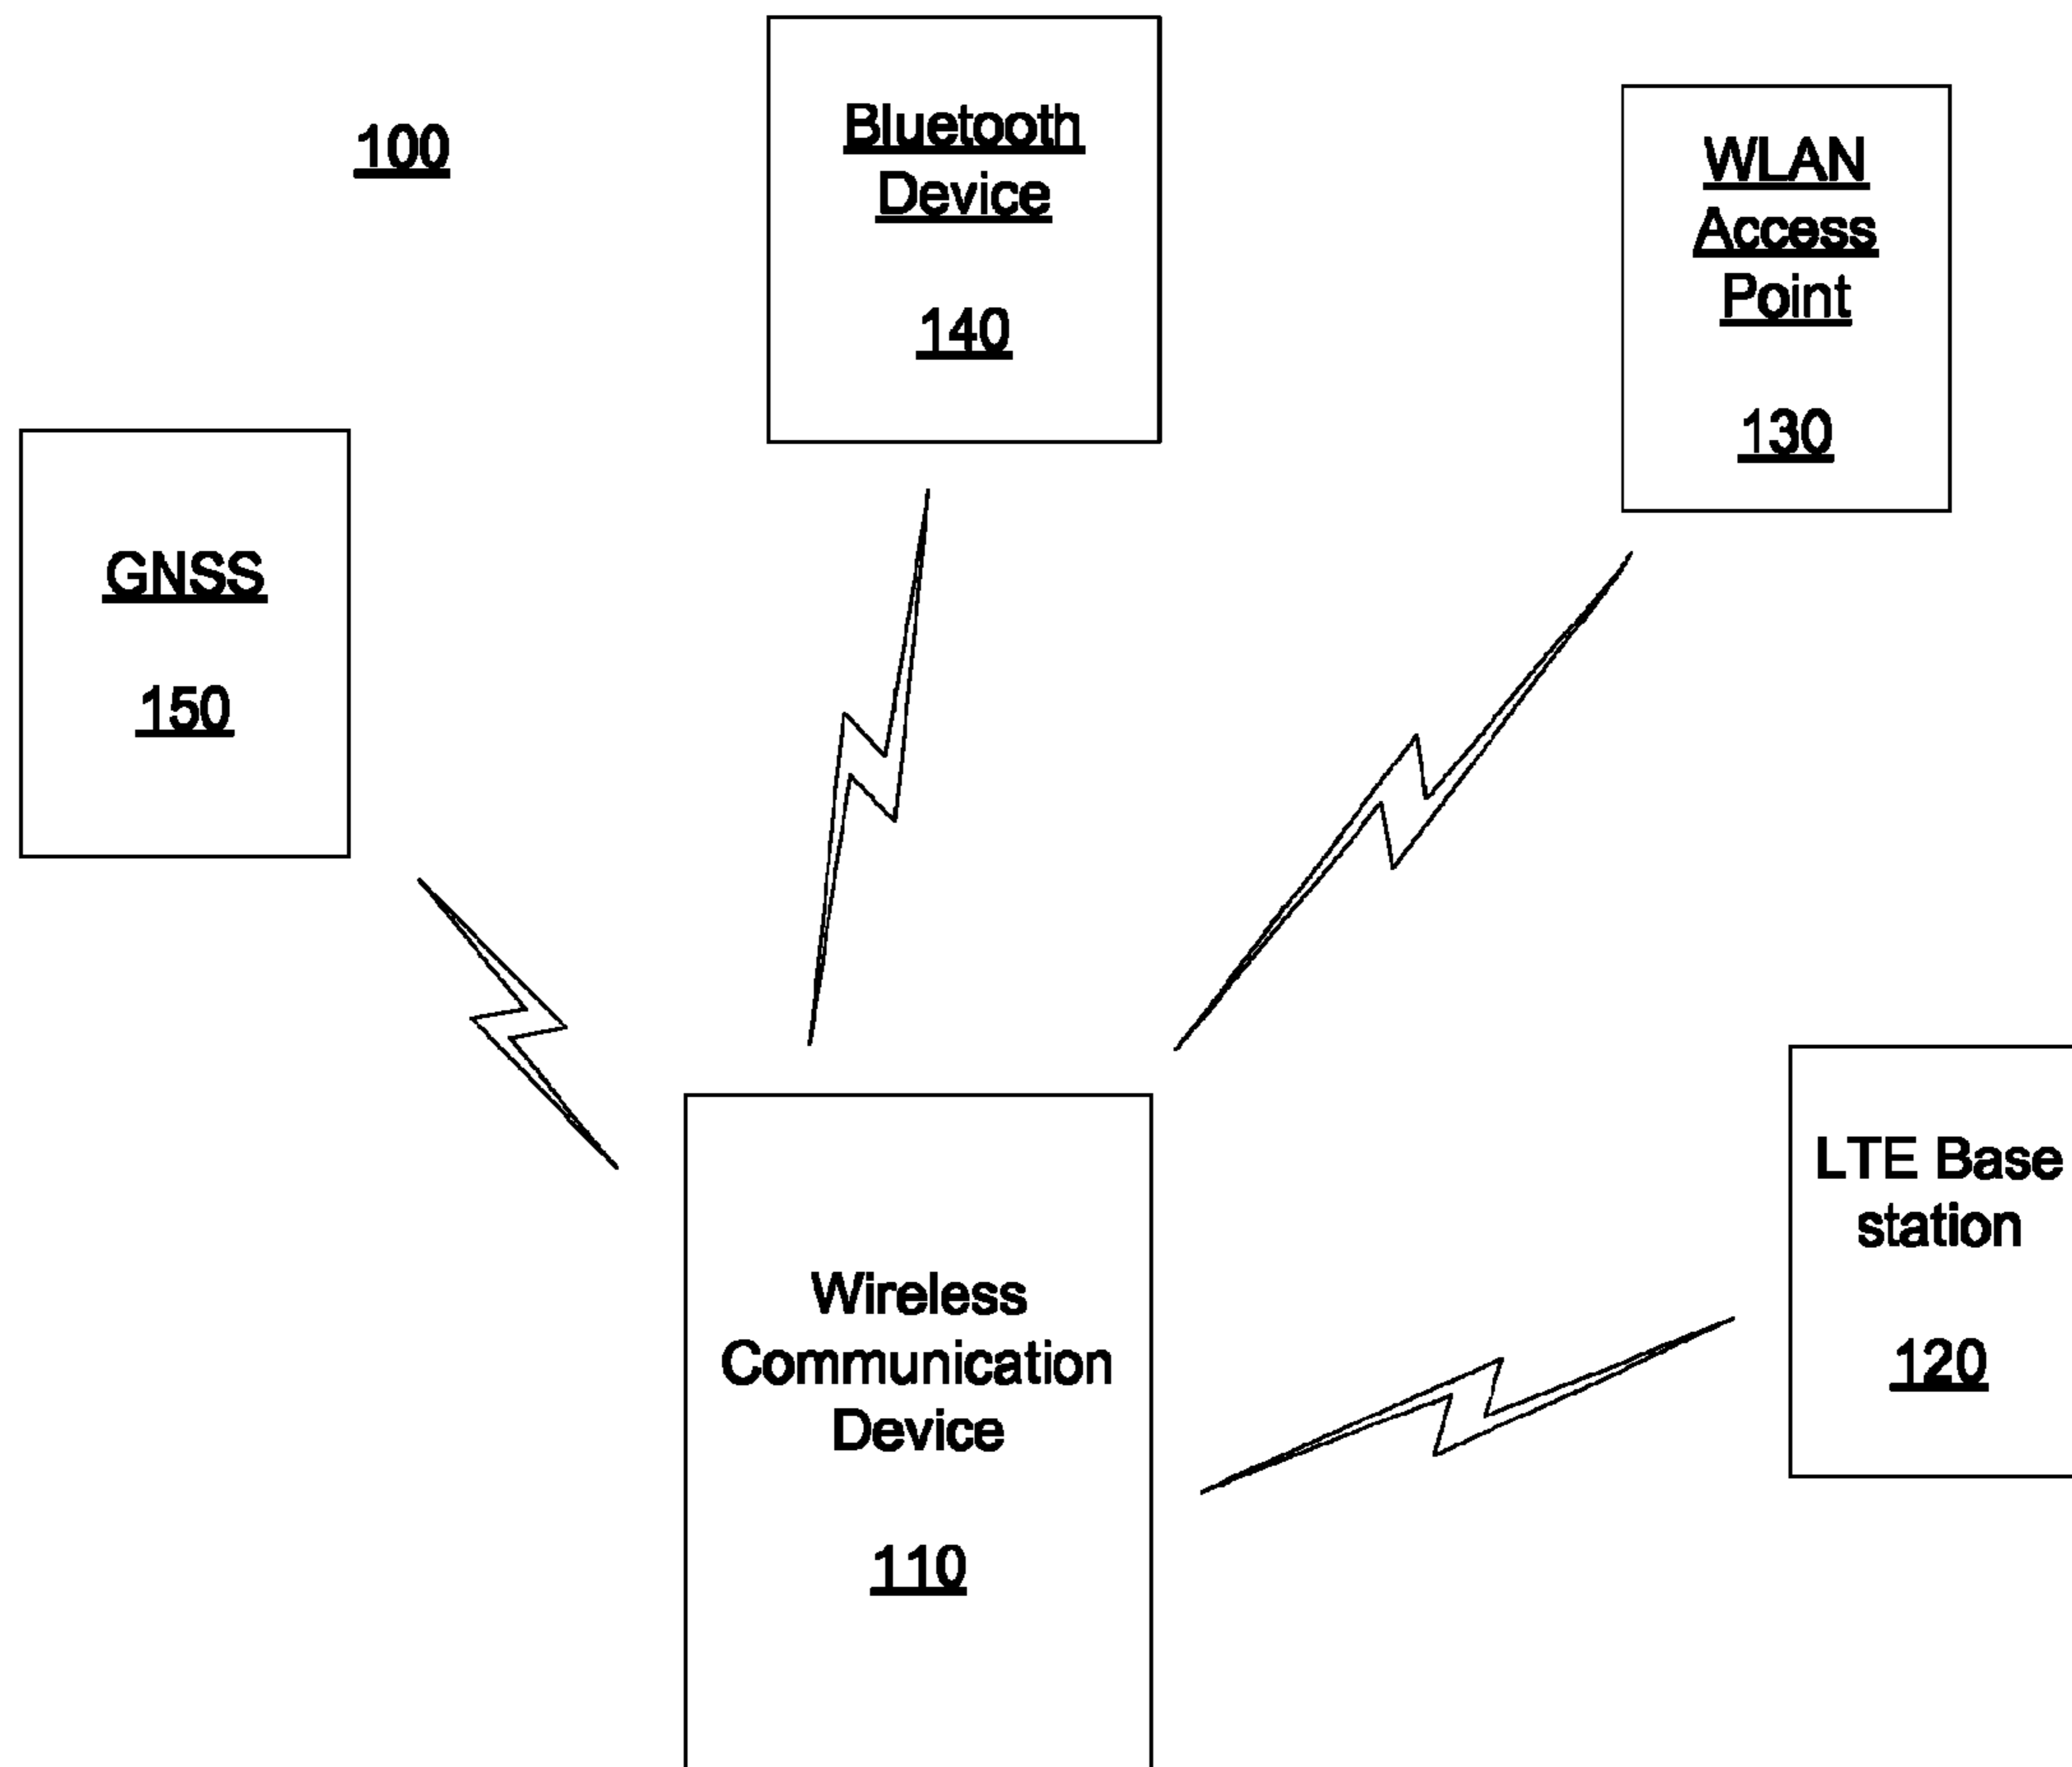 100
Bluetooth
Device
140
WLAN
Access
Point
130
GNSS
150
Wireless
Communication
Device
110
LTE Base
station
120